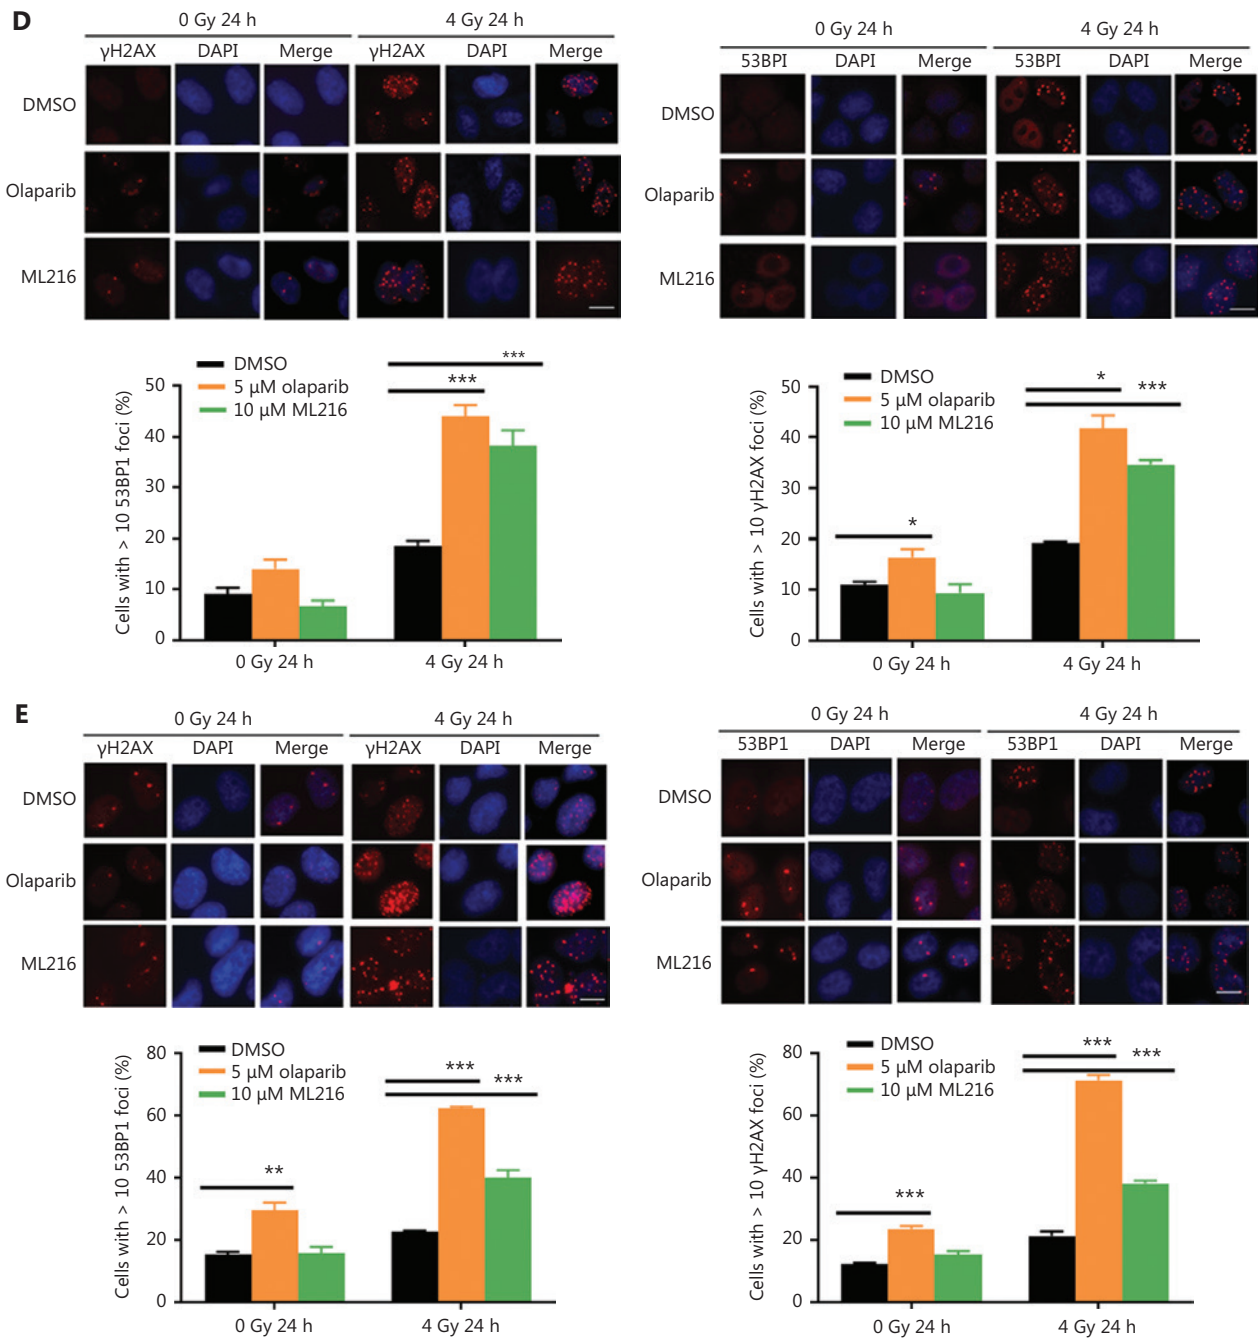 D
0 Gy 24 h 4 Gy 24 h
γH2AX DAPI Merge γH2AX DAPI Merge
DMSO
Olaparib
ML216
0 Gy 24 h 4 Gy 24 h
53BPI DAPI Merge 53BPI DAPI Merge
DMSO
Olaparib
ML216
Cells with > 10 53BP1 foci (%)
DMSO
5 μM olaparib
10 μM ML216
***
***
50
40
30
20
10
0
0 Gy 24 h 4 Gy 24 h
Cells with > 10 γH2AX foci (%)
DMSO
5 μM olaparib
10 μM ML216
* ***
*
50
40
30
20
10
0
0 Gy 24 h 4 Gy 24 h
E
0 Gy 24 h 4 Gy 24 h
γH2AX DAPI Merge γH2AX DAPI Merge
DMSO
Olaparib
ML216
0 Gy 24 h 4 Gy 24 h
53BP1 DAPI Merge 53BP1 DAPI Merge
DMSO
Olaparib
ML216
Cells with > 10 53BP1 foci (%)
DMSO
5 μM olaparib
10 μM ML216
*** ***
**
80
60
40
20
0
0 Gy 24 h 4 Gy 24 h
Cells with > 10 γH2AX foci (%)
DMSO
5 μM olaparib
10 μM ML216
*** ***
***
80
60
40
20
0
0 Gy 24 h 4 Gy 24 h